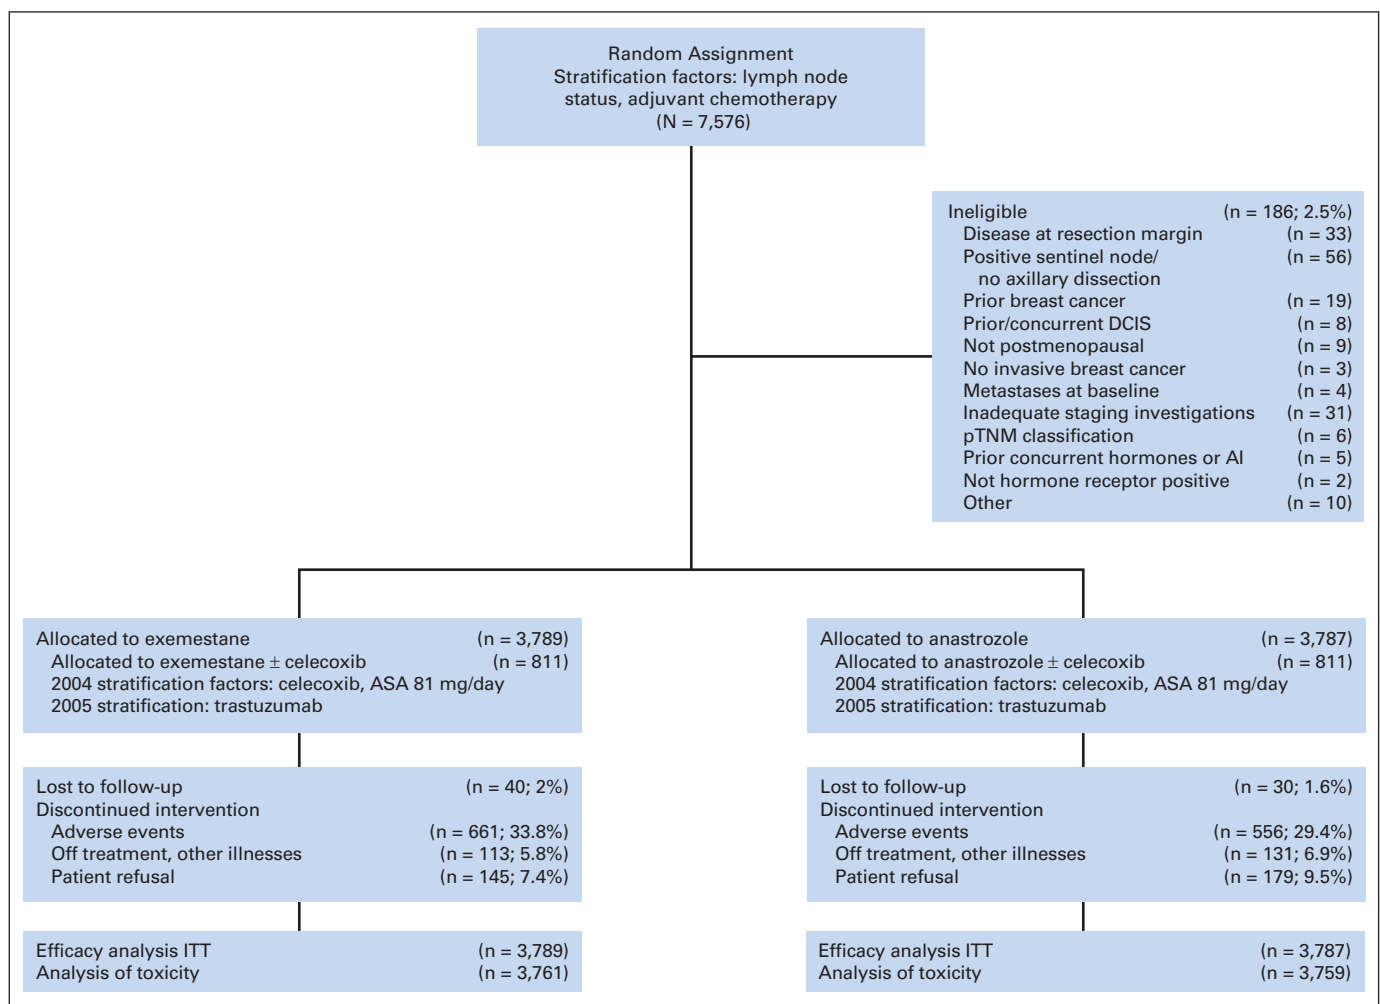 Random Assignment
Stratification factors: lymph node
status, adjuvant chemotherapy
(N = 7,576)
Ineligible (n = 186; 2.5%)
Disease at resection margin (n = 33)
Positive sentinel node/ (n = 56)
no axillary dissection
Prior breast cancer (n = 19)
Prior/concurrent DCIS (n = 8)
Not postmenopausal (n = 9)
No invasive breast cancer (n = 3)
Metastases at baseline (n = 4)
Inadequate staging investigations (n = 31)
pTNM classification (n = 6)
Prior concurrent hormones or AI (n = 5)
Not hormone receptor positive (n = 2)
Other (n = 10)
Allocated to exemestane (n = 3,789)
Allocated to exemestane ± celecoxib (n = 811)
2004 stratification factors: celecoxib, ASA 81 mg/day
2005 stratification: trastuzumab
Allocated to anastrozole (n = 3,787)
Allocated to anastrozole ± celecoxib (n = 811)
2004 stratification factors: celecoxib, ASA 81 mg/day
2005 stratification: trastuzumab
Lost to follow-up (n = 40; 2%)
Discontinued intervention
Adverse events (n = 661; 33.8%)
Off treatment, other illnesses (n = 113; 5.8%)
Patient refusal (n = 145; 7.4%)
Lost to follow-up (n = 30; 1.6%)
Discontinued intervention
Adverse events (n = 556; 29.4%)
Off treatment, other illnesses (n = 131; 6.9%)
Patient refusal (n = 179; 9.5%)
Efficacy analysis ITT (n = 3,789)
Analysis of toxicity (n = 3,761)
Efficacy analysis ITT (n = 3,787)
Analysis of toxicity (n = 3,759)